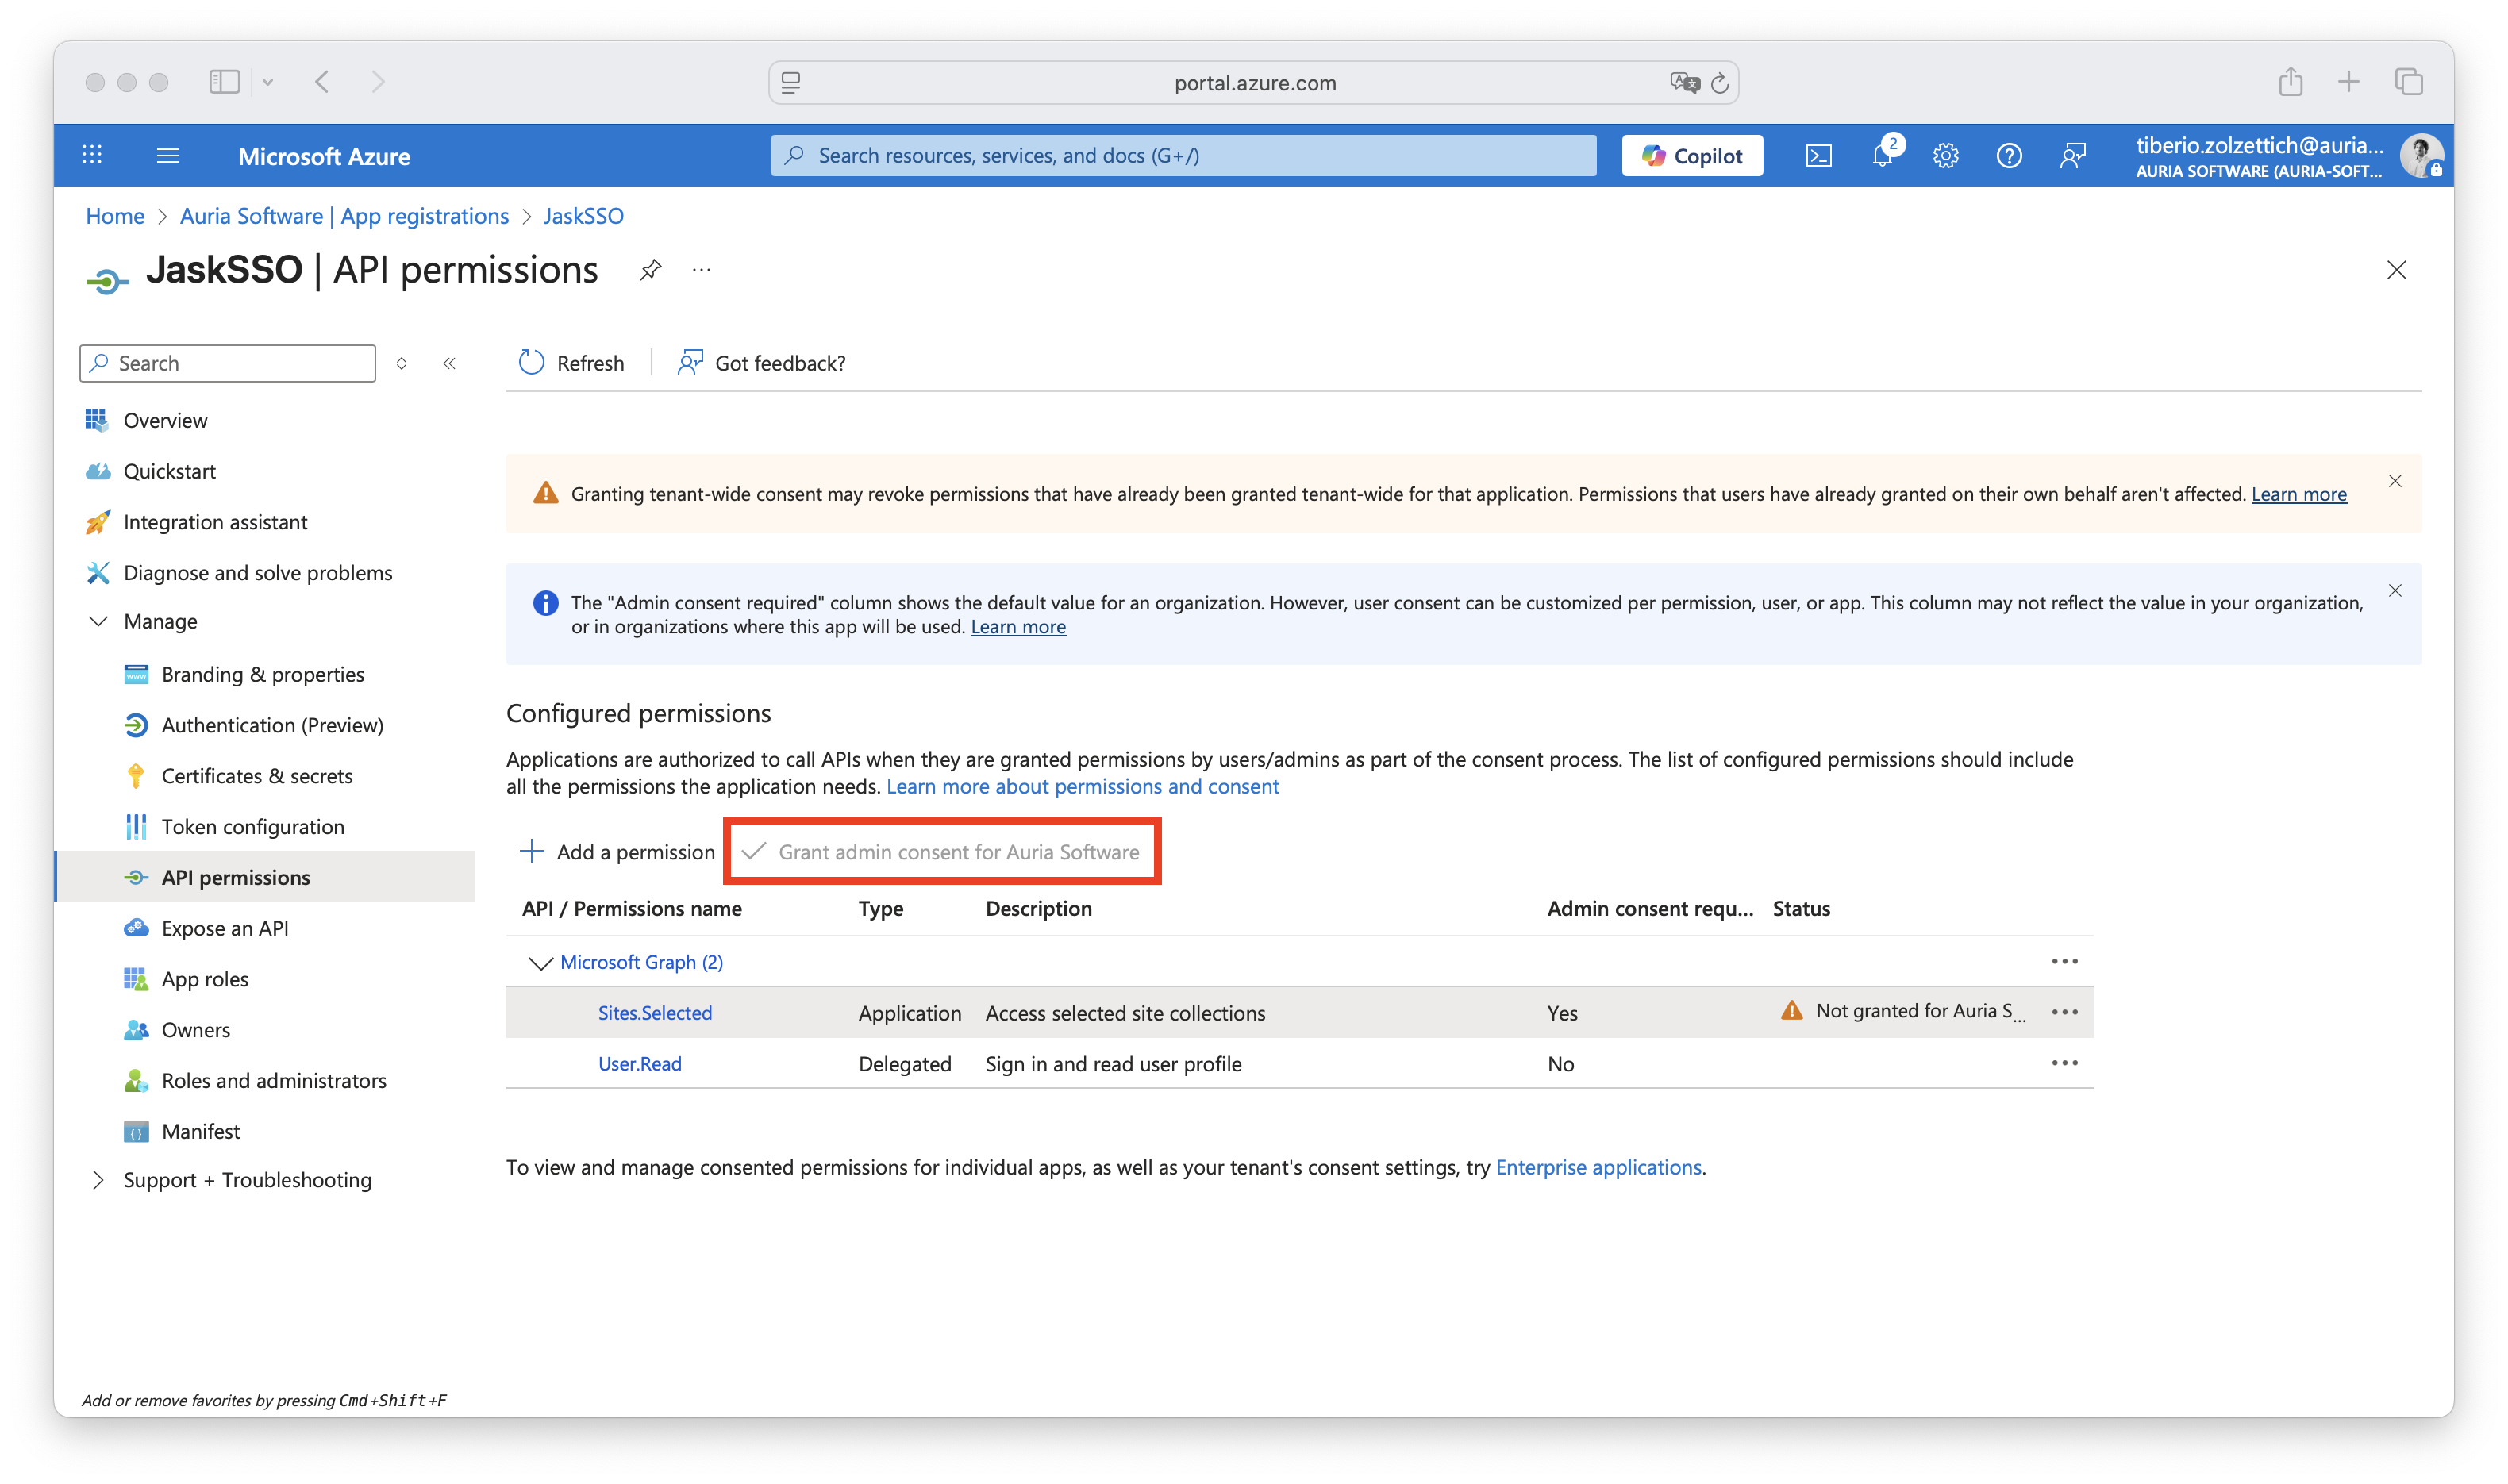 portal.azure.com
Microsoft Azure
Search resources, services, and docs (G+/)
Copilot
2
tiberio.zolzettich@auria...
AURIA SOFTWARE (AURIA-SOFT...
Home > Auria Software | App registrations > JaskSSO
JaskSSO | API permissions
Search
Refresh
Got feedback?
Overview
Quickstart
Integration assistant
Diagnose and solve problems
Manage
Branding & properties
Authentication (Preview)
Certificates & secrets
Token configuration
API permissions
Expose an API
App roles
Owners
Roles and administrators
Manifest
Support + Troubleshooting
Add or remove favorites by pressing Cmd+Shift+F
Granting tenant-wide consent may revoke permissions that have already been granted tenant-wide for that application. Permissions that users have already granted on their own behalf aren't affected. Learn more
The "Admin consent required" column shows the default value for an organization. However, user consent can be customized per permission, user, or app. This column may not reflect the value in your organization,
or in organizations where this app will be used. Learn more
Configured permissions
Applications are authorized to call APIs when they are granted permissions by users/admins as part of the consent process. The list of configured permissions should include
all the permissions the application needs. Learn more about permissions and consent
Add a permission
Grant admin consent for Auria Software
API / Permissions name Type Description Admin consent requ... Status
Microsoft Graph (2)
Sites.Selected Application Access selected site collections Yes Not granted for Auria S...
User.Read Delegated Sign in and read user profile No
To view and manage consented permissions for individual apps, as well as your tenant's consent settings, try Enterprise applications.